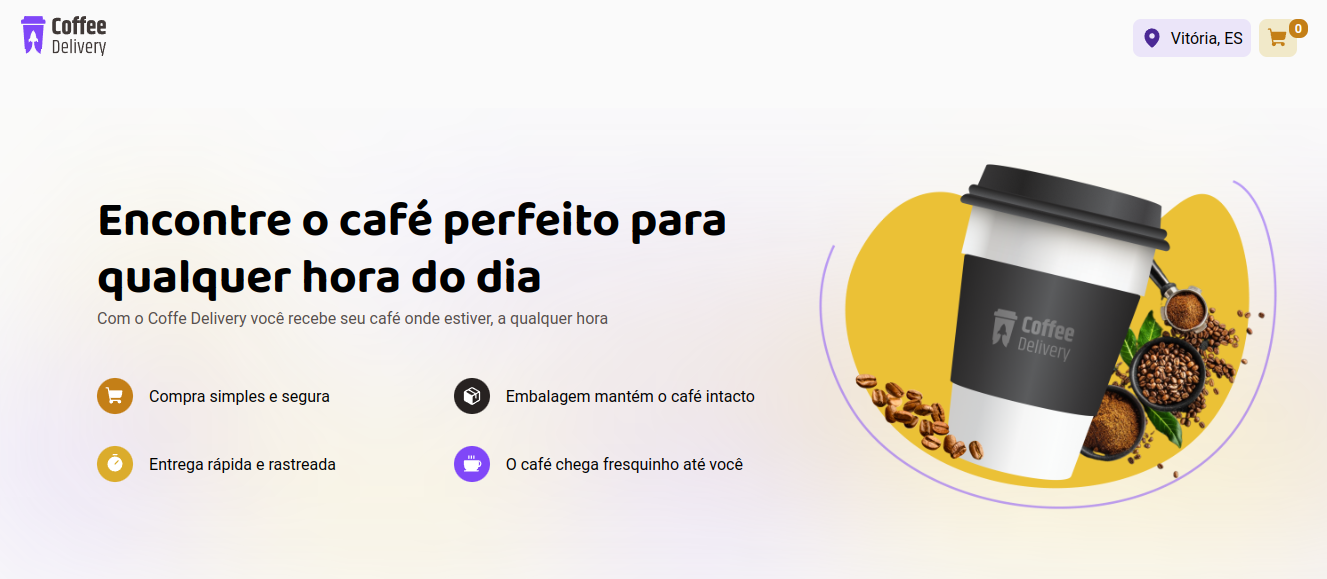 Coffee
Delivery
Vitória, ES
0
Encontre o café perfeito para
qualquer hora do dia
Com o Coffe Delivery você recebe seu café onde estiver, a qualquer hora
Compra simples e segura
Embalagem mantém o café intacto
Entrega rápida e rastreada
O café chega fresquinho até você
Coffee
Delivery